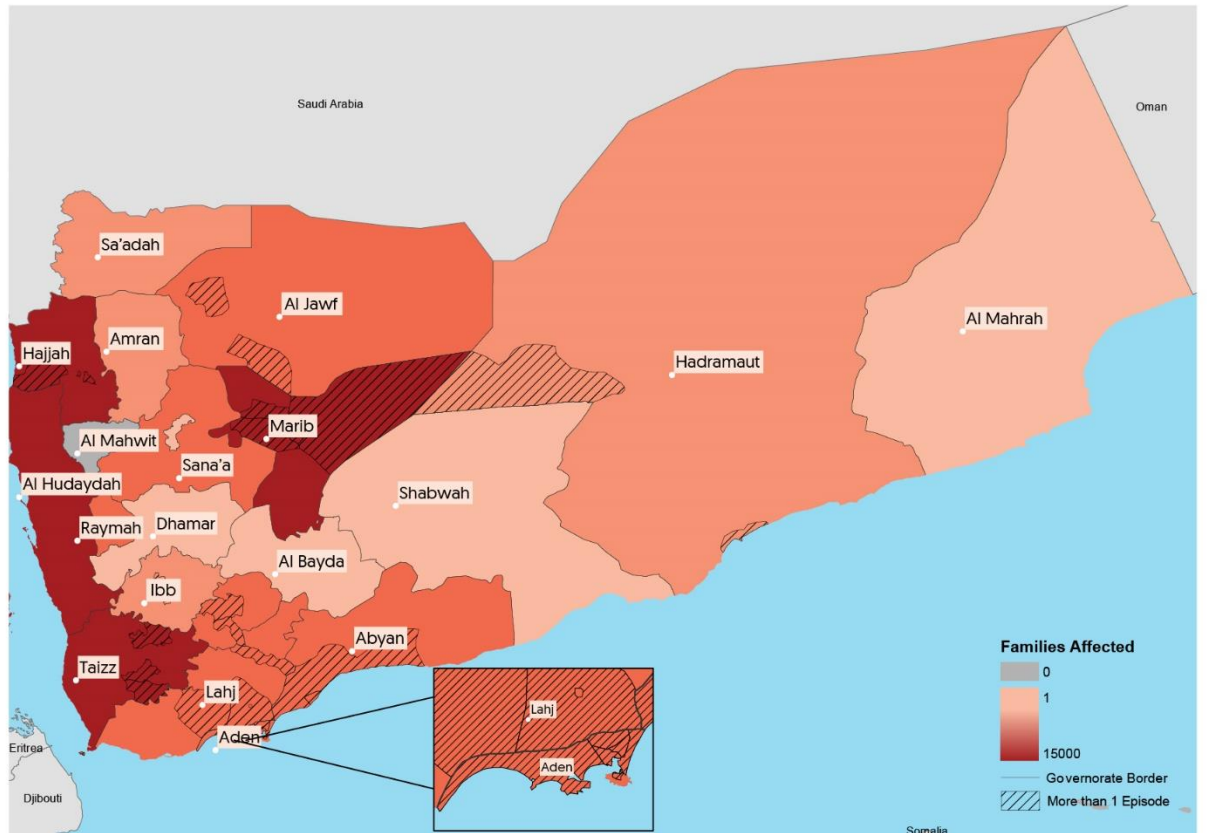 Saudi Arabia
Oman
Sa'adah
Al Jawf
Amran
Hajjah
Al Mahrah
Hadramaut
Marib
Al Mahwit
Sana'a
Al Hudaydah
Shabwah
Raymah
Dhamar
Al Bayda
Ibb
Abyan
Taizz
Lahj
Aden
Lahj
Aden
Eritrea
Djibouti
Somalia
Families Affected
0
1
15000
Governorate Border
More than 1 Episode